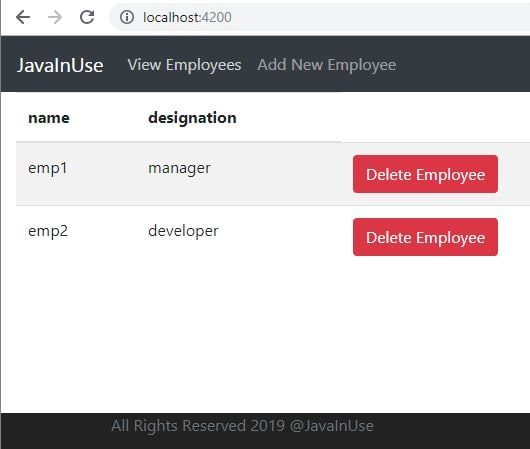 localhost:4200
JavaInUse View Employees Add New Employee
name designation
emp1 manager Delete Employee
emp2 developer Delete Employee
All Rights Reserved 2019 @JavaInUse